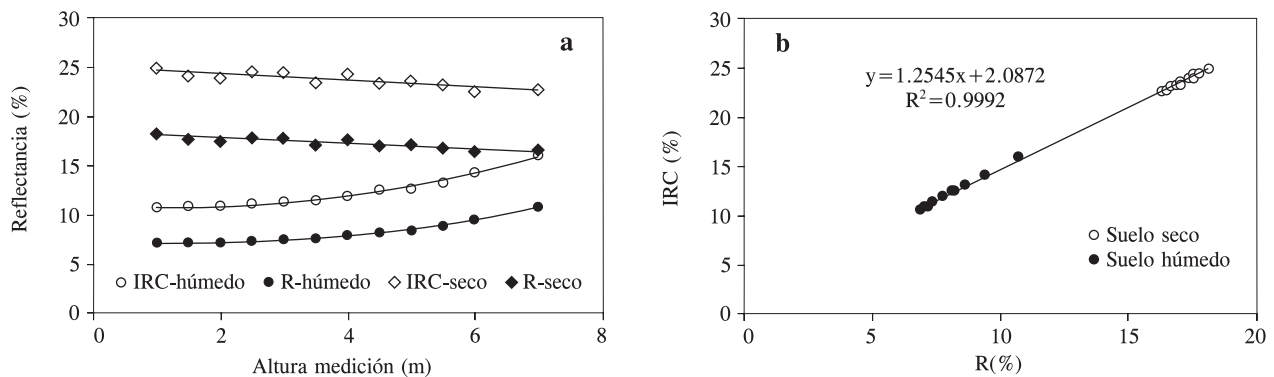 a
Reflectancia (%)
30
25
20
15
10
5
0
IRC-húmedo R-húmedo IRC-seco R-seco
0 2 4 6 8
Altura medición (m)
b
IRC (%)
30
25
20
15
10
5
0
y=1.2545x+2.0872
R²=0.9992
Suelo seco
Suelo húmedo
0 5 10 15 20
R(%)